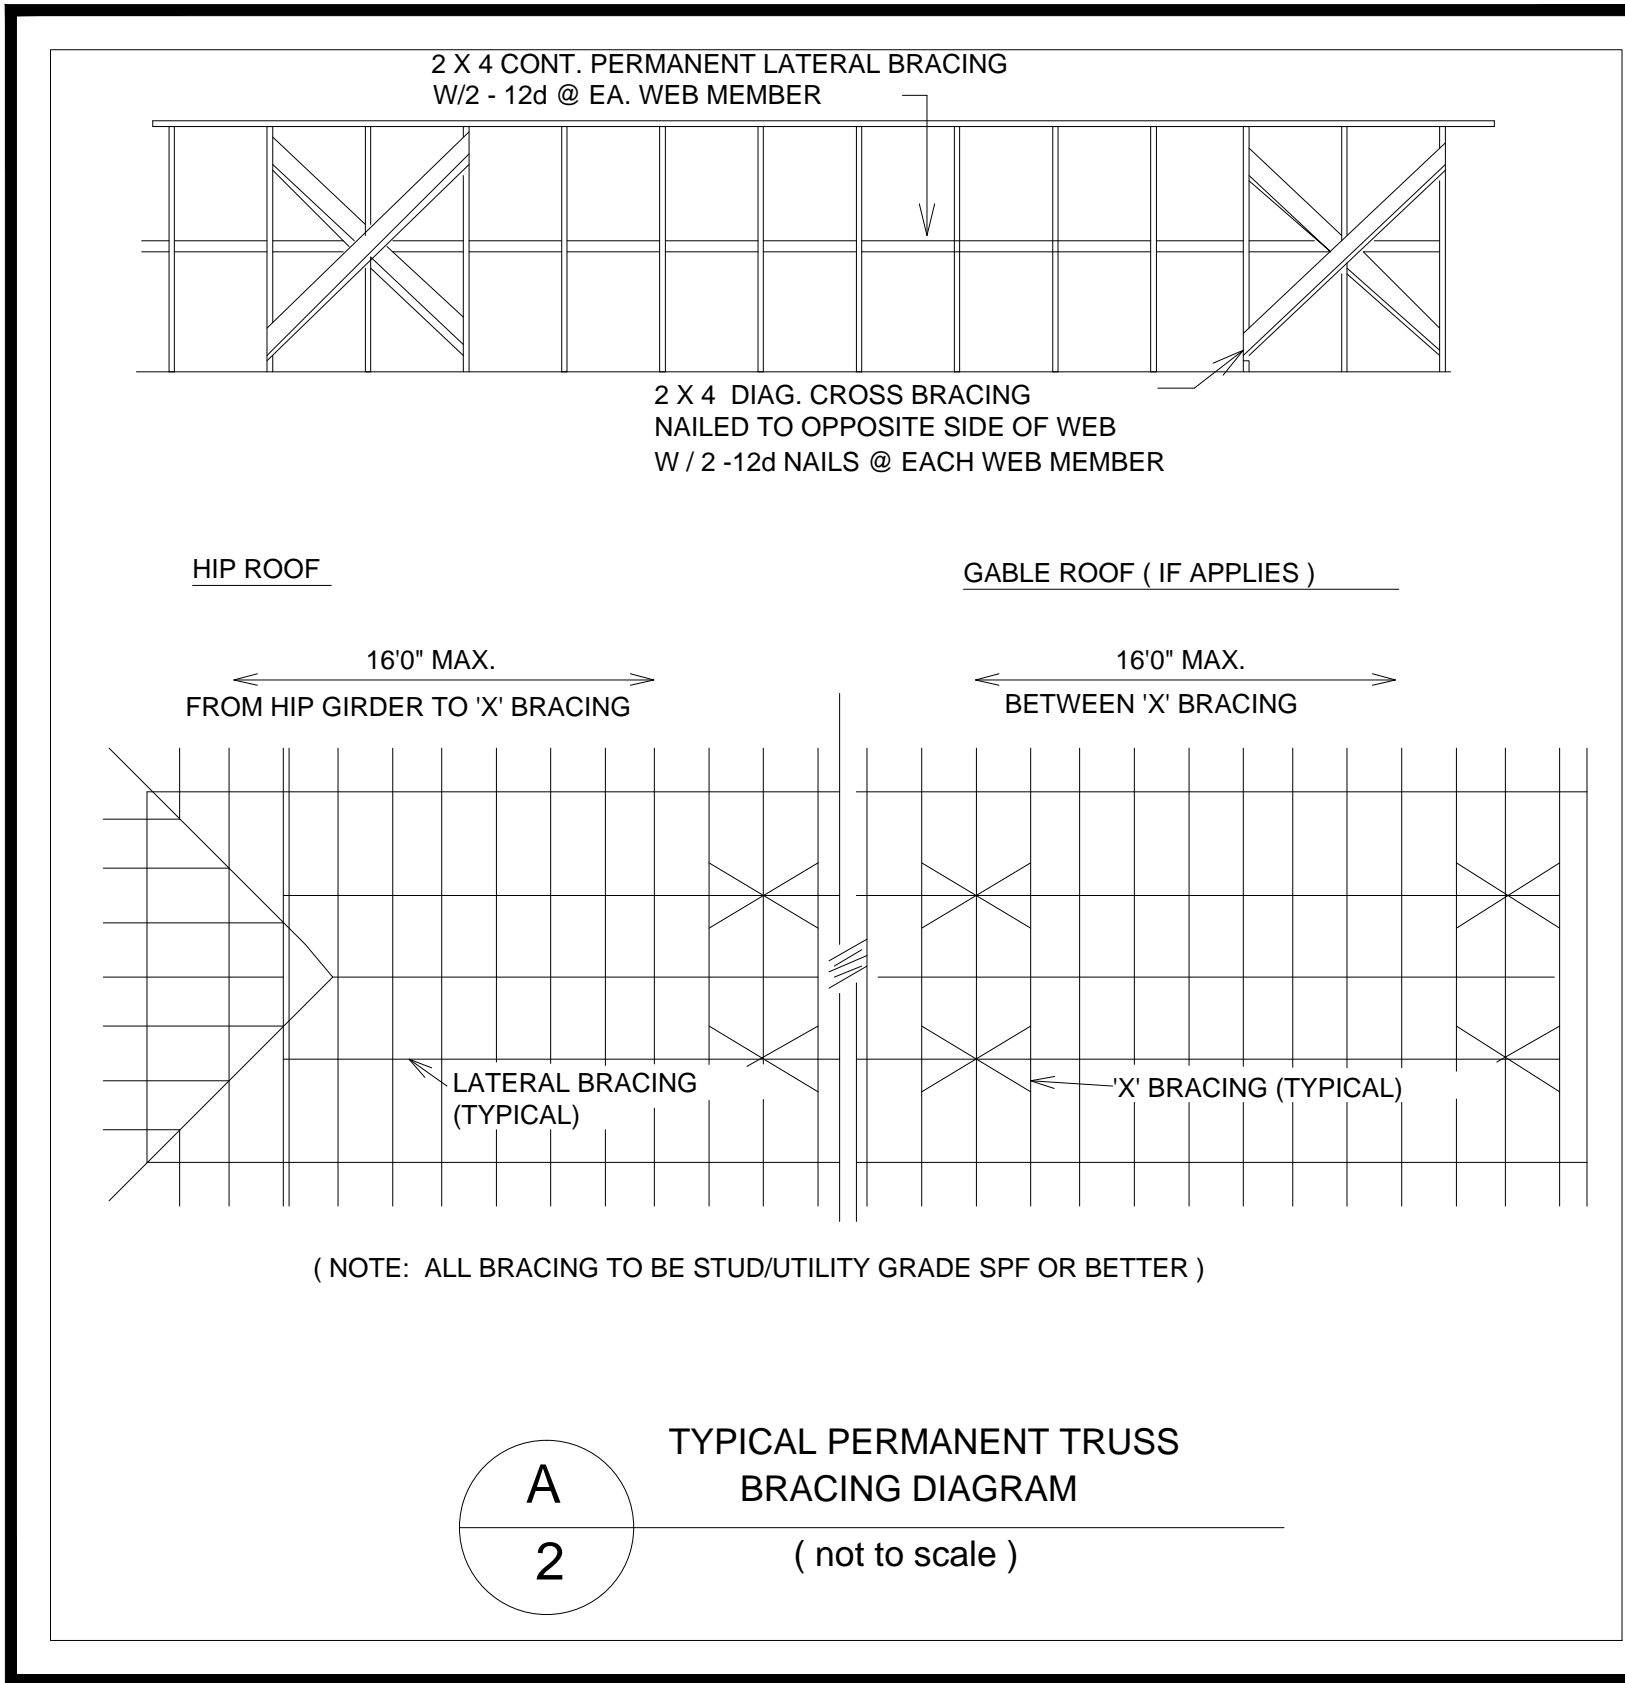 2 X 4 CONT. PERMANENT LATERAL BRACING
W/2 - 12d @ EA. WEB MEMBER
2 X 4  DIAG. CROSS BRACING
NAILED TO OPPOSITE SIDE OF WEB
W / 2 -12d NAILS @ EACH WEB MEMBER
HIP ROOF
GABLE ROOF ( IF APPLIES )
16'0" MAX.
FROM HIP GIRDER TO 'X' BRACING
16'0" MAX.
BETWEEN 'X' BRACING
LATERAL BRACING
(TYPICAL)
'X' BRACING (TYPICAL)
( NOTE:  ALL BRACING TO BE STUD/UTILITY GRADE SPF OR BETTER )
A
2
TYPICAL PERMANENT TRUSS
BRACING DIAGRAM
( not to scale )